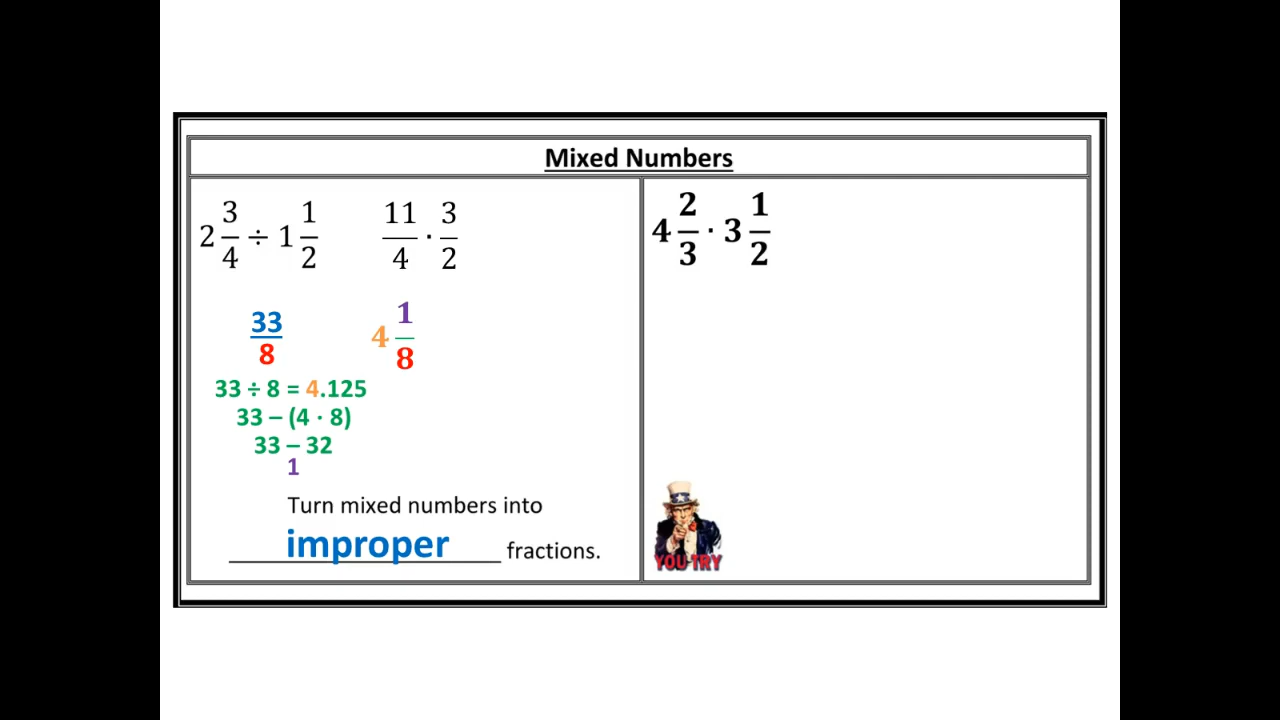 Mixed Numbers
2 3/4 ÷ 1 1/2
11/4 · 3/2
33/8
4 1/8
33 ÷ 8 = 4.125
33 – (4 · 8)
33 – 32
1
Turn mixed numbers into
improper fractions.
4 2/3 · 3 1/2
YOU TRY